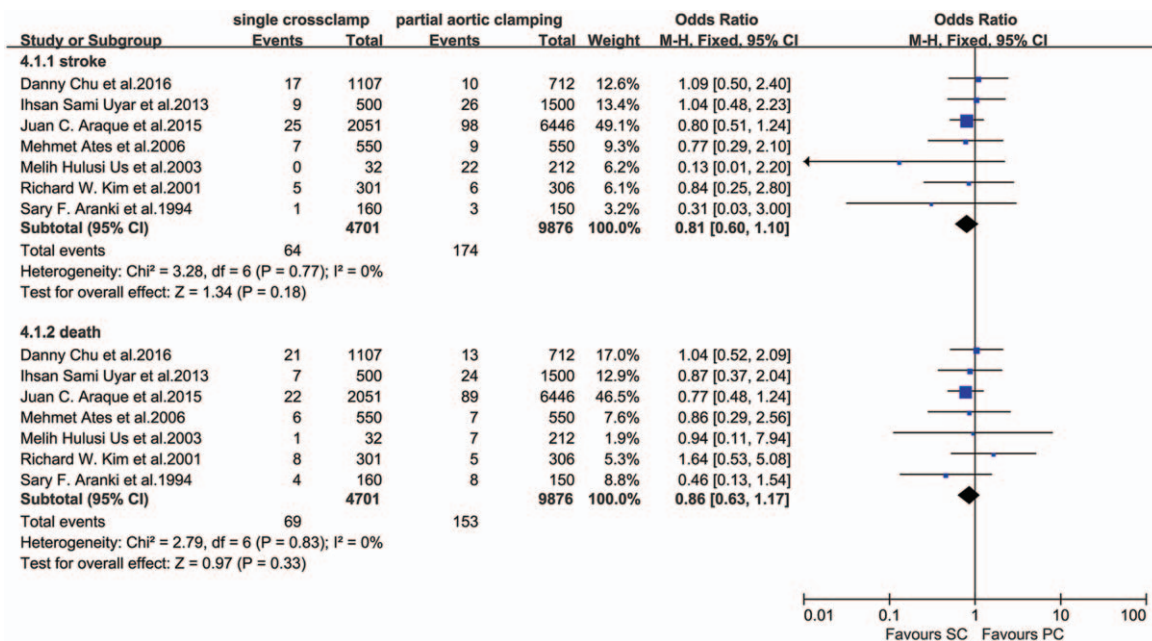 single crossclamp partial aortic clamping Odds Ratio Odds Ratio
Study or Subgroup Events Total Events Total Weight M-H, Fixed, 95% CI M-H, Fixed, 95% CI
4.1.1 stroke
Danny Chu et al.2016 17 1107 10 712 12.6% 1.09 [0.50, 2.40]
Ihsan Sami Uyar et al.2013 9 500 26 1500 13.4% 1.04 [0.48, 2.23]
Juan C. Araque et al.2015 25 2051 98 6446 49.1% 0.80 [0.51, 1.24]
Mehmet Ates et al.2006 7 550 9 550 9.3% 0.77 [0.29, 2.10]
Melih Hulusi Us et al.2003 0 32 22 212 6.2% 0.13 [0.01, 2.20]
Richard W. Kim et al.2001 5 301 6 306 6.1% 0.84 [0.25, 2.80]
Sary F. Aranki et al.1994 1 160 3 150 3.2% 0.31 [0.03, 3.00]
Subtotal (95% CI) 4701 9876 100.0% 0.81 [0.60, 1.10]
Total events 64 174
Heterogeneity: Chi² = 3.28, df = 6 (P = 0.77); I² = 0%
Test for overall effect: Z = 1.34 (P = 0.18)
4.1.2 death
Danny Chu et al.2016 21 1107 13 712 17.0% 1.04 [0.52, 2.09]
Ihsan Sami Uyar et al.2013 7 500 24 1500 12.9% 0.87 [0.37, 2.04]
Juan C. Araque et al.2015 22 2051 89 6446 46.5% 0.77 [0.48, 1.24]
Mehmet Ates et al.2006 6 550 7 550 7.6% 0.86 [0.29, 2.56]
Melih Hulusi Us et al.2003 1 32 7 212 1.9% 0.94 [0.11, 7.94]
Richard W. Kim et al.2001 8 301 5 306 5.3% 1.64 [0.53, 5.08]
Sary F. Aranki et al.1994 4 160 8 150 8.8% 0.46 [0.13, 1.54]
Subtotal (95% CI) 4701 9876 100.0% 0.86 [0.63, 1.17]
Total events 69 153
Heterogeneity: Chi² = 2.79, df = 6 (P = 0.83); I² = 0%
Test for overall effect: Z = 0.97 (P = 0.33)
0.01 0.1 1 10 100
Favours SC Favours PC